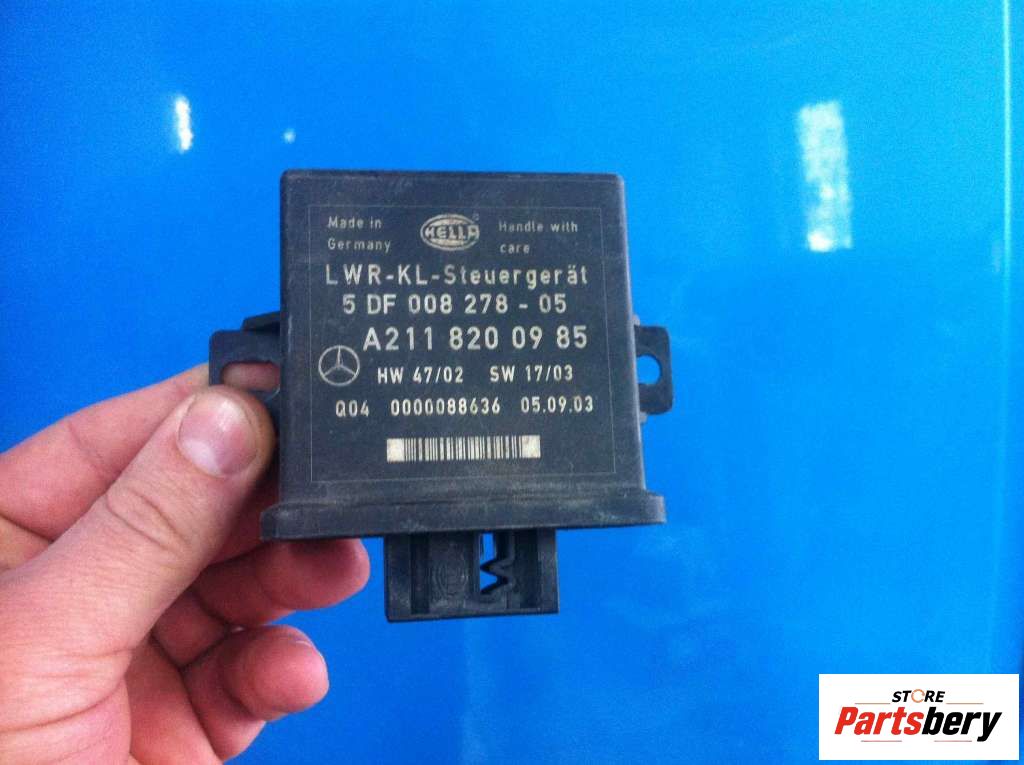 Made in
Germany
HELLA
Handle with
care
LWR-KL-Steuergerät
5 DF 008 278 - 05
A211 820 09 85
HW 47/02 SW 17/03
Q04 0000088636 05.09.03
STORE
Partsbery